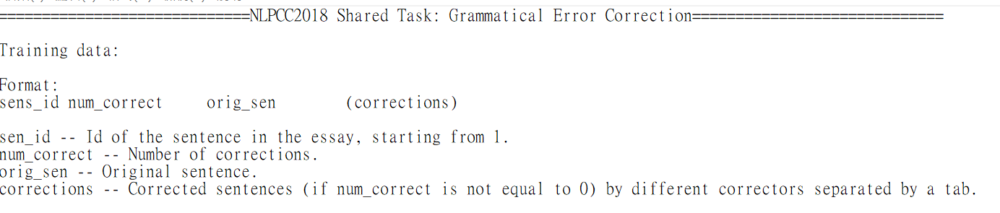 =============================NLPCC2018 Shared Task: Grammatical Error Correction=============================
Training data:
Format:
sens_id num_correct orig_sen (corrections)
sen_id -- Id of the sentence in the essay, starting from 1.
num_correct -- Number of corrections.
orig_sen -- Original sentence.
corrections -- Corrected sentences (if num_correct is not equal to 0) by different correctors separated by a tab.